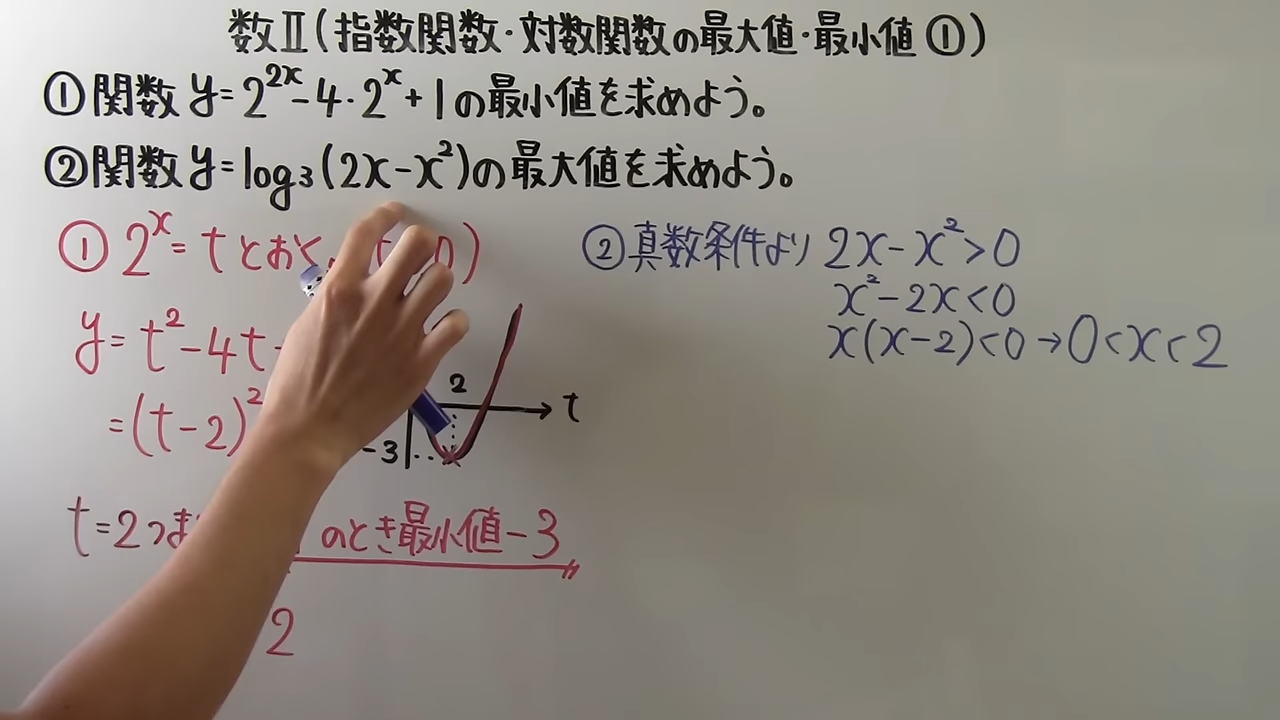 数Ⅱ(指数関数・対数関数の最大値・最小値①)
①関数 y=2^{2x}-4・2^x+1の最小値を求めよう。
②関数 y=log₃(2x-x²)の最大値を求めよう。
① 2^x=tとおく
0)
y=t²-4t
=(t-2)²
2
t
-3
t=2つま
のとき最小値-3
2
②真数条件より 2x-x²>0
x²-2x<0
x(x-2)<0→0<x<2